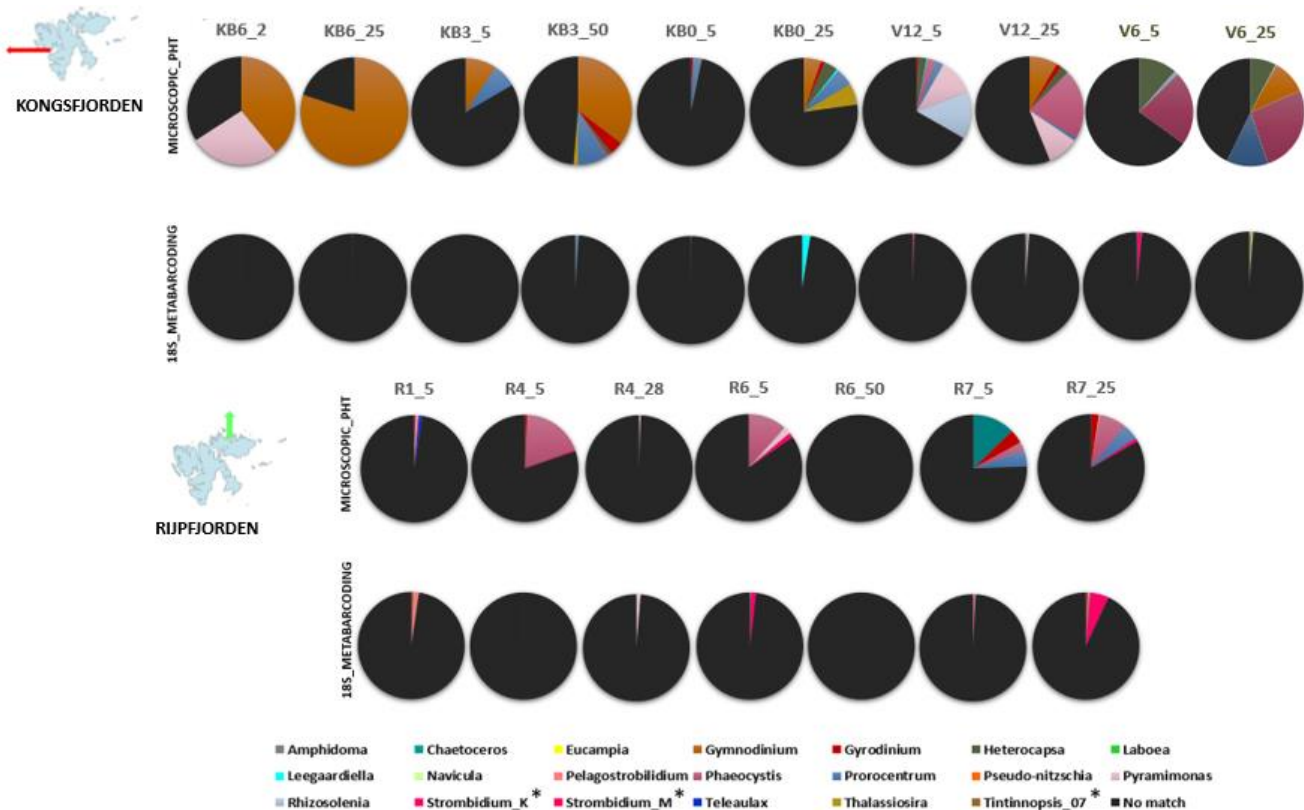 KB6_2 KB6_25 KB3_5 KB3_50 KB0_5 KB0_25 V12_5 V12_25 V6_5 V6_25
KONGSFJORDEN
MICROSCOPIC_PHT
18S_METABARCODING
R1_5 R4_5 R4_28 R6_5 R6_50 R7_5 R7_25
RIJPFJORDEN
MICROSCOPIC_PHT
18S_METABARCODING
Amphidoma Chaetoceros Eucampia Gymnodinium Gyrodinium Heterocapsa Laboea
Leegaardiella Navicula Pelagostrobilidium Phaeocystis Prorocentrum Pseudo-nitzschia Pyramimonas
Rhizosolenia Strombidium_K* Strombidium_M* Teleaulax Thalassiosira Tintinnopsis_07* No match